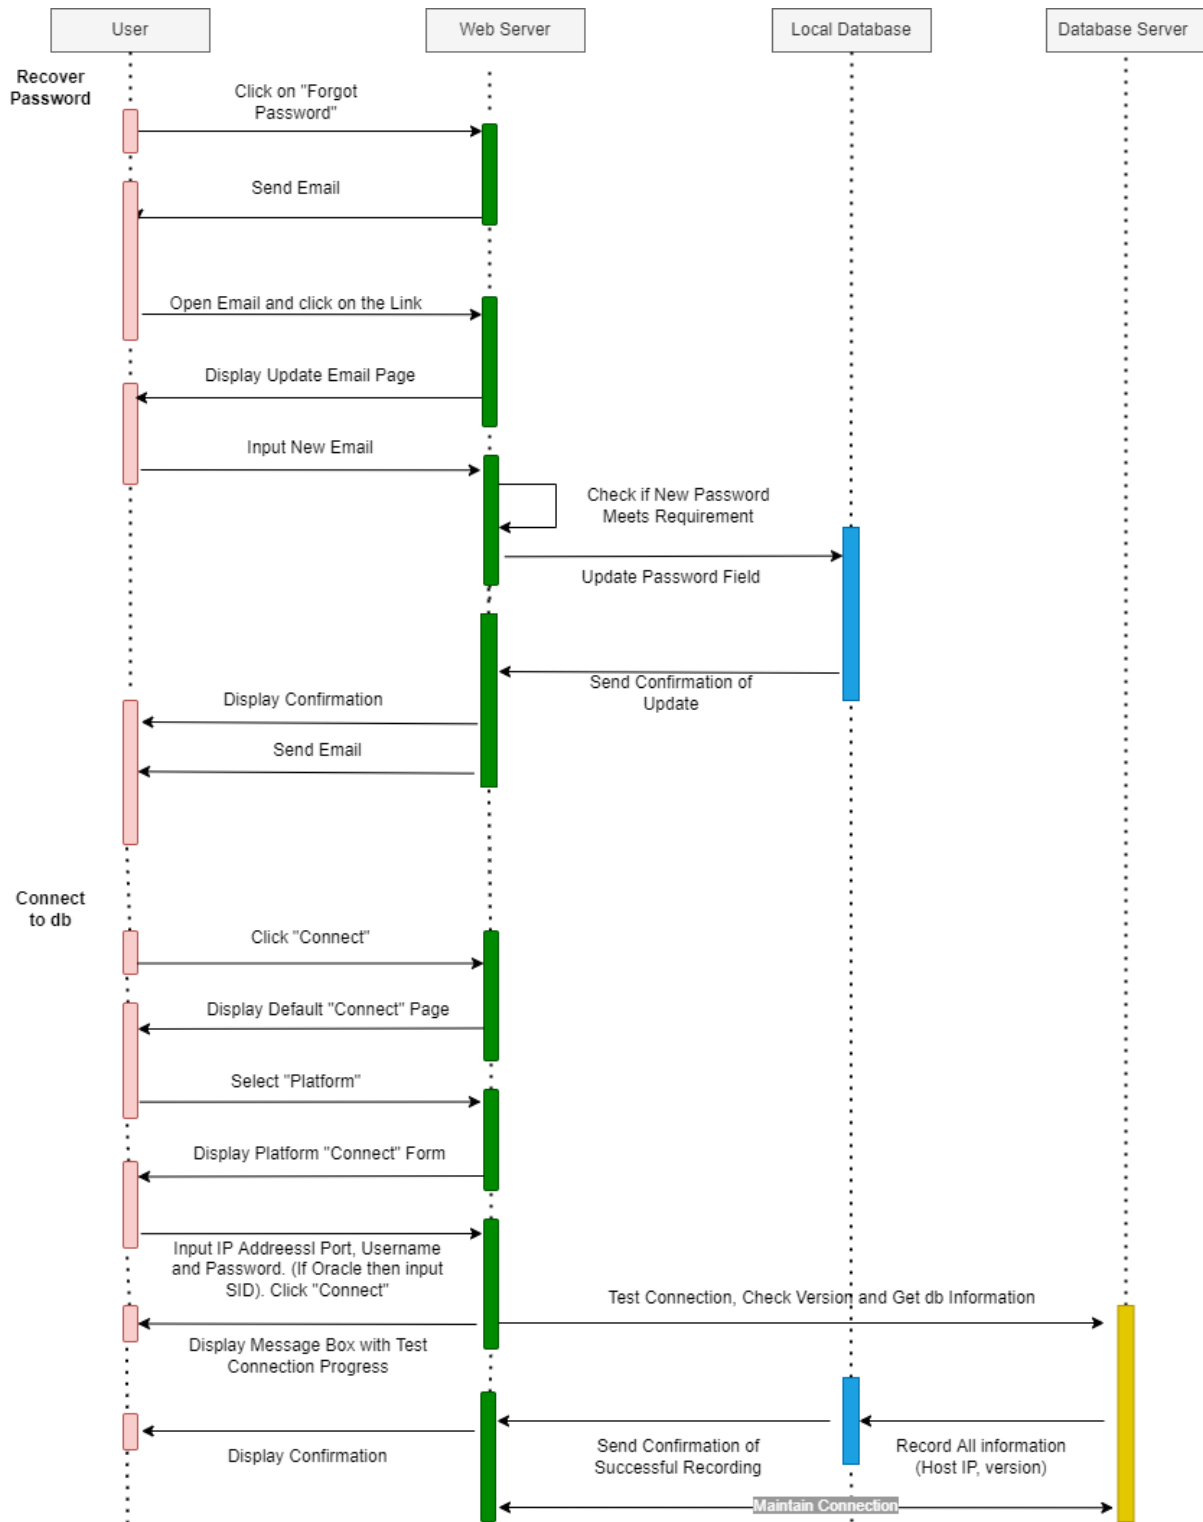 User
Web Server
Local Database
Database Server
Recover
Password
Click on "Forgot
Password"
Send Email
Open Email and click on the Link
Display Update Email Page
Input New Email
Check if New Password
Meets Requirement
Update Password Field
Send Confirmation of
Update
Display Confirmation
Send Email
Connect
to db
Click "Connect"
Display Default "Connect" Page
Select "Platform"
Display Platform "Connect" Form
Input IP Addreessl Port, Username
and Password. (If Oracle then input
SID). Click "Connect"
Test Connection, Check Version and Get db Information
Display Message Box with Test
Connection Progress
Display Confirmation
Send Confirmation of
Successful Recording
Record All information
(Host IP, version)
Maintain Connection